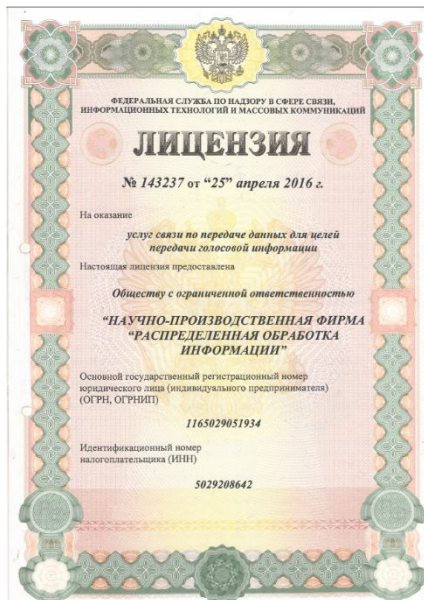 ФЕДЕРАЛЬНАЯ СЛУЖБА ПО НАДЗОРУ В СФЕРЕ СВЯЗИ,
ИНФОРМАЦИОННЫХ ТЕХНОЛОГИЙ И МАССОВЫХ КОММУНИКАЦИЙ
ЛИЦЕНЗИЯ
№ 143237 от “25” апреля 2016 г.
На оказание
услуг связи по передаче данных для целей
передачи голосовой информации
Настоящая лицензия предоставлена
Обществу с ограниченной ответственностью
“НАУЧНО-ПРОИЗВОДСТВЕННАЯ ФИРМА
“РАСПРЕДЕЛЕННАЯ ОБРАБОТКА
ИНФОРМАЦИИ”
Основной государственный регистрационный номер
юридического лица (индивидуального предпринимателя)
(ОГРН, ОГРНИП)
1165029051934
Идентификационный номер
налогоплательщика (ИНН)
5029208642